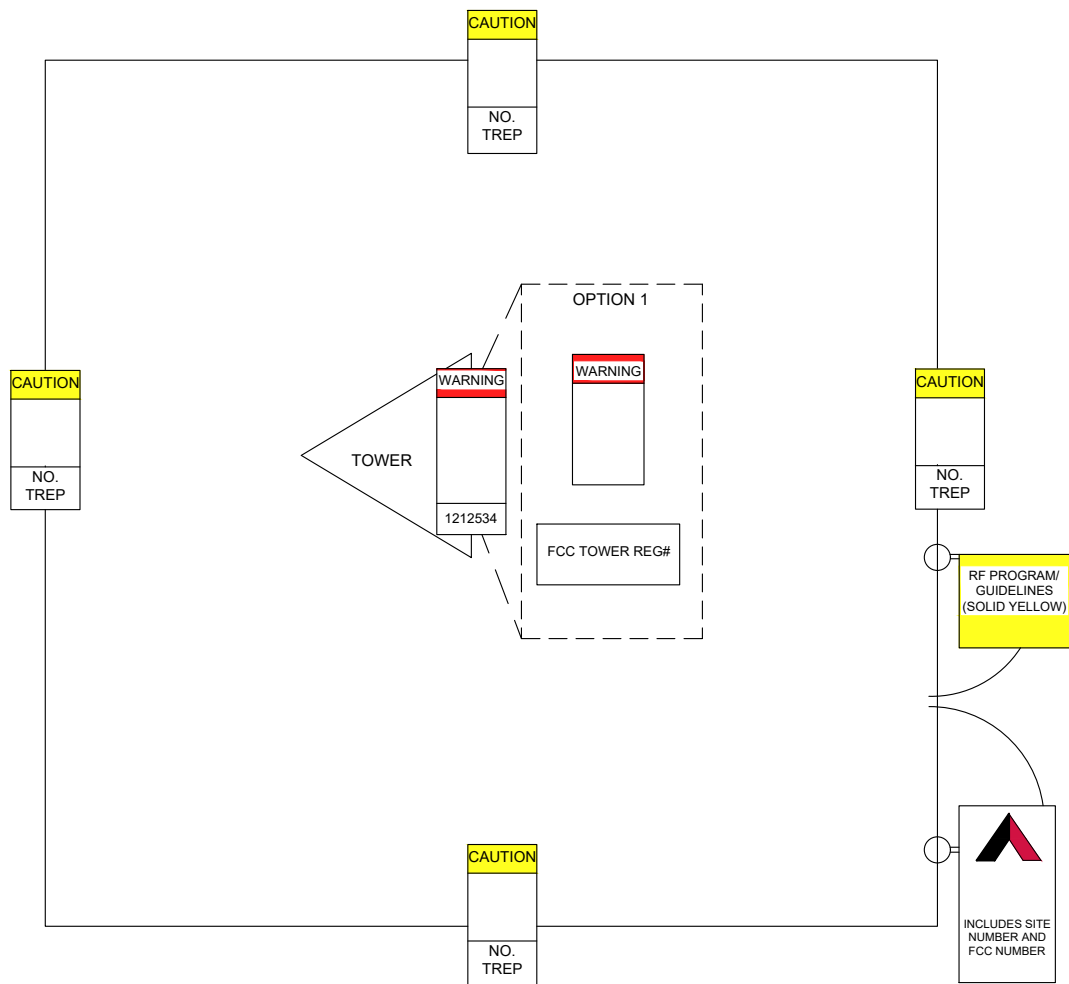 CAUTION
NO.
TREP
OPTION 1
CAUTION
NO.
TREP
TOWER
WARNING
1212534
WARNING
FCC TOWER REG#
CAUTION
NO.
TREP
RF PROGRAM/
GUIDELINES
(SOLID YELLOW)
CAUTION
NO.
TREP
INCLUDES SITE
NUMBER AND
FCC NUMBER